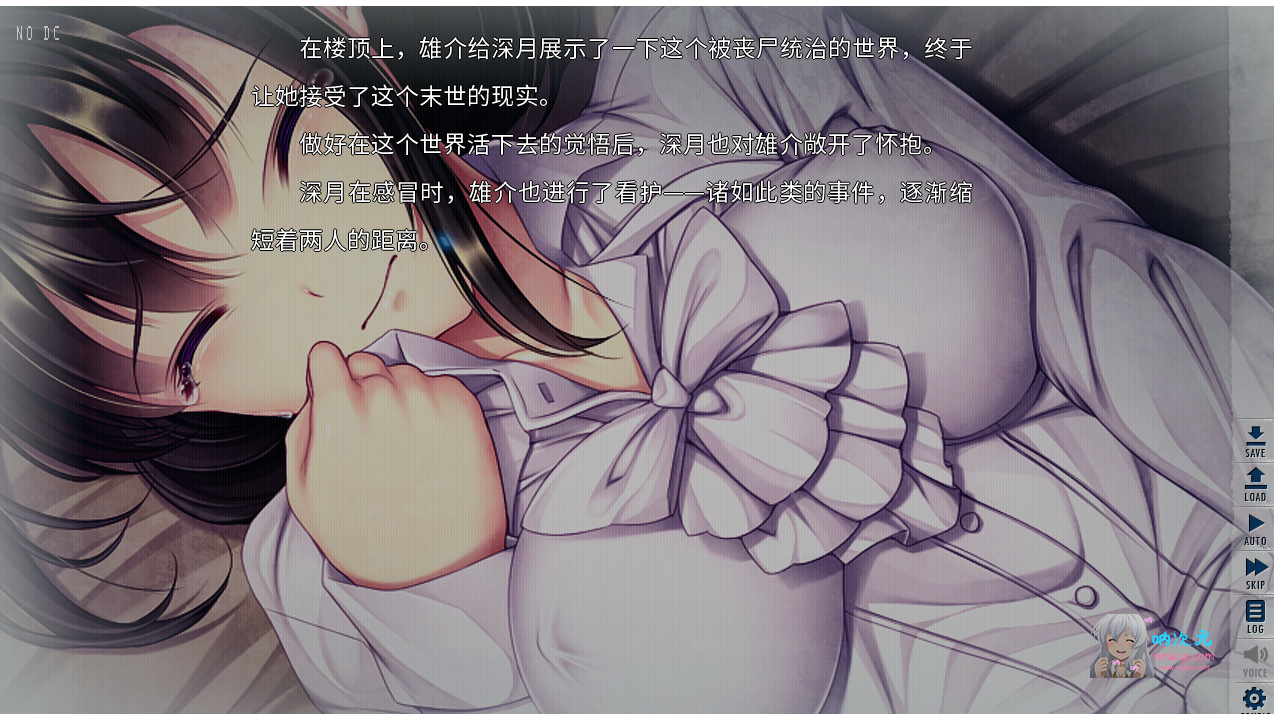 NO DC
在楼顶上，雄介给深月展示了一下这个被丧尸统治的世界，终于
让她接受了这个末世的现实。
做好在这个世界活下去的觉悟后，深月也对雄介敞开了怀抱。
深月在感冒时，雄介也进行了看护——诸如此类的事件，逐渐缩
短着两人的距离。
SAVE
LOAD
AUTO
SKIP
LOG
VOICE